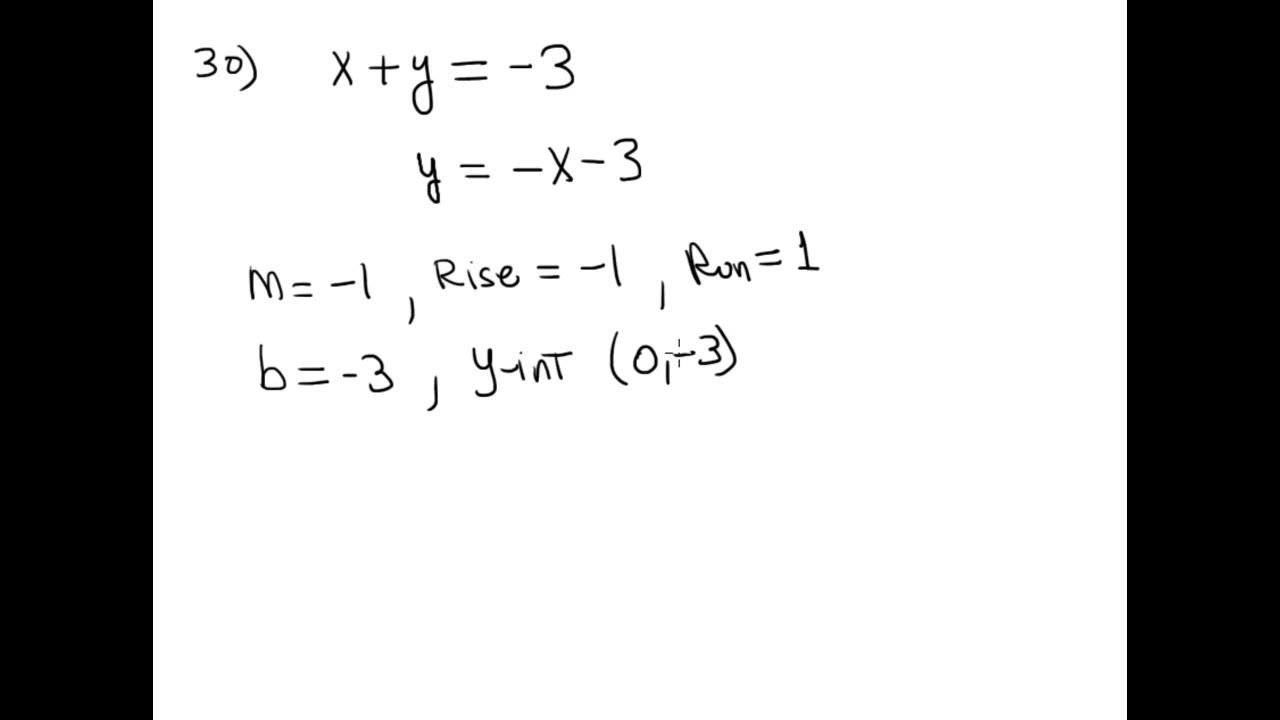 30) x + y = -3
y = -x - 3
m = -1 , Rise = -1 , Run = 1
b = -3 , y-int (0,-3)